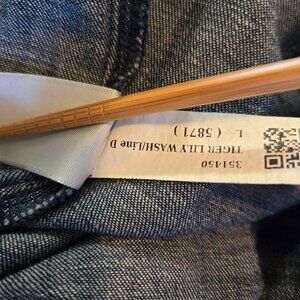 351450
TIGER LILY WASH/Line D
L ( 5871 )